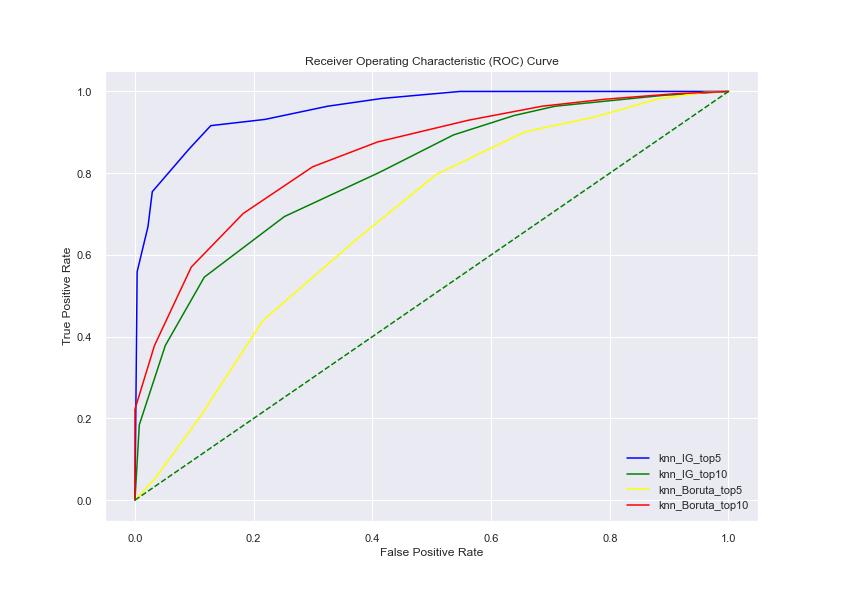 Receiver Operating Characteristic (ROC) Curve
True Positive Rate
1.0
0.8
0.6
0.4
0.2
0.0
knn_IG_top5
knn_IG_top10
knn_Boruta_top5
knn_Boruta_top10
0.0 0.2 0.4 0.6 0.8 1.0
False Positive Rate